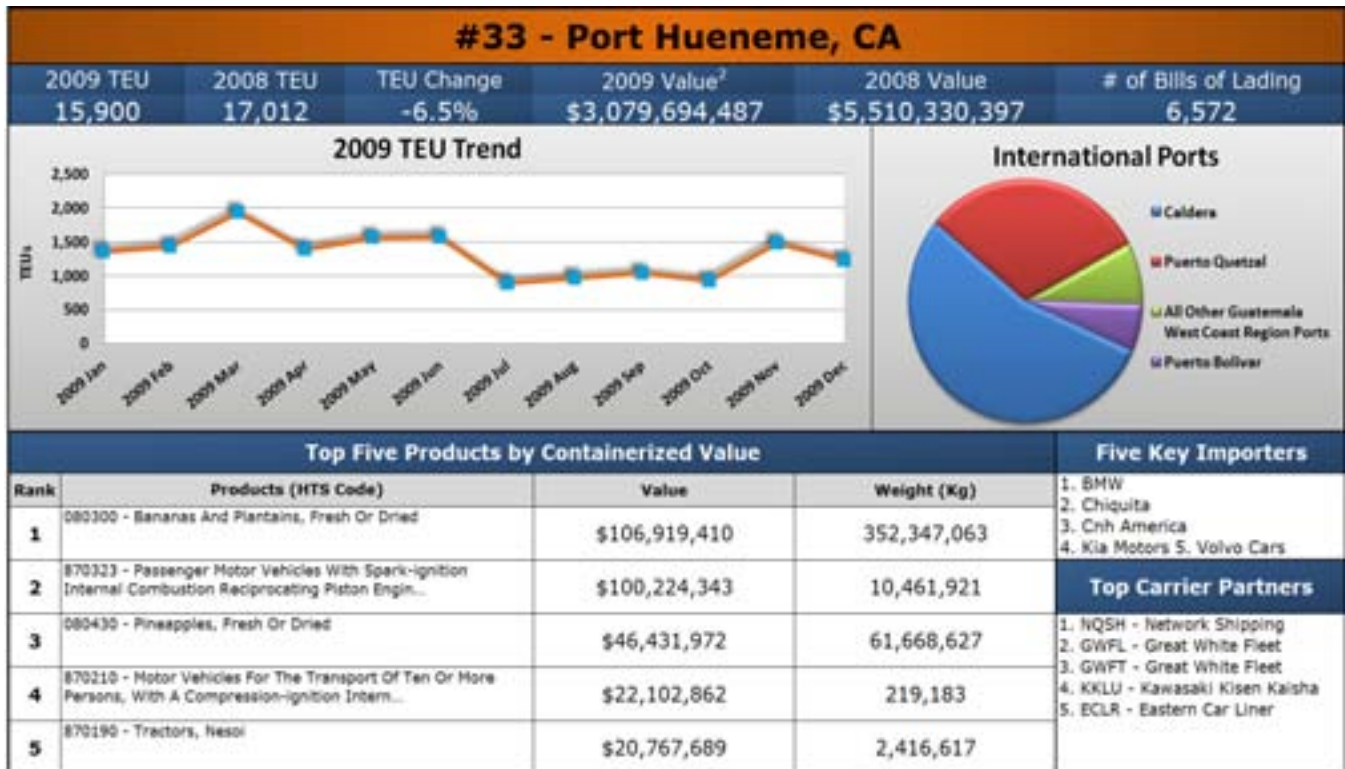 #33 - Port Hueneme, CA
2009 TEU 2008 TEU TEU Change 2009 Value2 2008 Value # of Bills of Lading
15,900 17,012 -6.5% $3,079,694,487 $5,510,330,397 6,572
2009 TEU Trend
2,500
2,000
1,500
1,000
500
0
TEUs
2009 Jan 2009 Feb 2009 Mar 2009 Apr 2009 May 2009 Jun 2009 Jul 2009 Aug 2009 Sep 2009 Oct 2009 Nov 2009 Dec
International Ports
Caldera
Puerto Quetzal
All Other Guatemala
West Coast Region Ports
Puerto Bolivar
Top Five Products by Containerized Value
Rank Products (HTS Code) Value Weight (Kg)
1 080300 - Bananas And Plantains, Fresh Or Dried $106,919,410 352,347,063
2 870323 - Passenger Motor Vehicles With Spark-ignition
Internal Combustion Reciprocating Piston Engin... $100,224,343 10,461,921
3 080430 - Pineapples, Fresh Or Dried $46,431,972 61,668,627
4 870210 - Motor Vehicles For The Transport Of Ten Or More
Persons, With A Compression-ignition Intern... $22,102,862 219,183
5 870190 - Tractors, Nesoi $20,767,689 2,416,617
Five Key Importers
1. BMW
2. Chiquita
3. Cnh America
4. Kia Motors 5. Volvo Cars
Top Carrier Partners
1. NQSH - Network Shipping
2. GWFL - Great White Fleet
3. GWFT - Great White Fleet
4. KKLU - Kawasaki Kisen Kaisha
5. ECLR - Eastern Car Liner